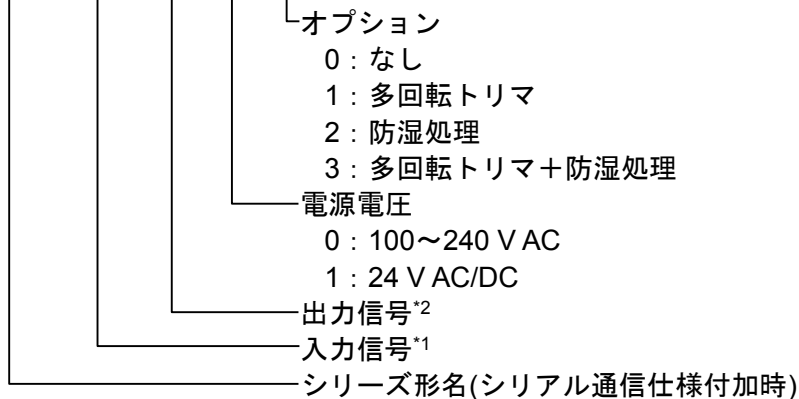 オプション
0：なし
1：多回転トリマ
2：防湿処理
3：多回転トリマ＋防湿処理
電源電圧
0：100～240 V AC
1：24 V AC/DC
出力信号*2
入力信号*1
シリーズ形名(シリアル通信仕様付加時)